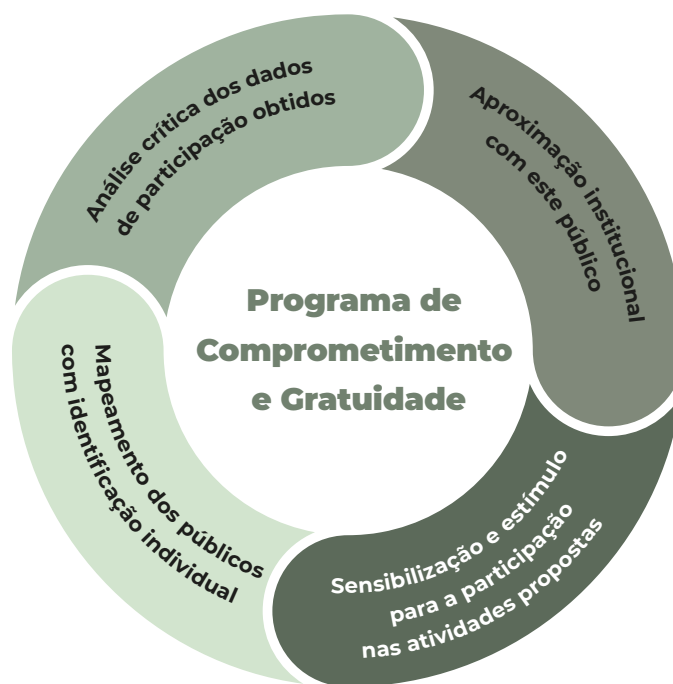 Análise crítica dos dados
de participação obtidos
Aproximação institucional
com este público
Programa de
Comprometimento
e Gratuidade
Mapeamento dos públicos
com identificação individual
Sensibilização e estímulo
para a participação
nas atividades propostas